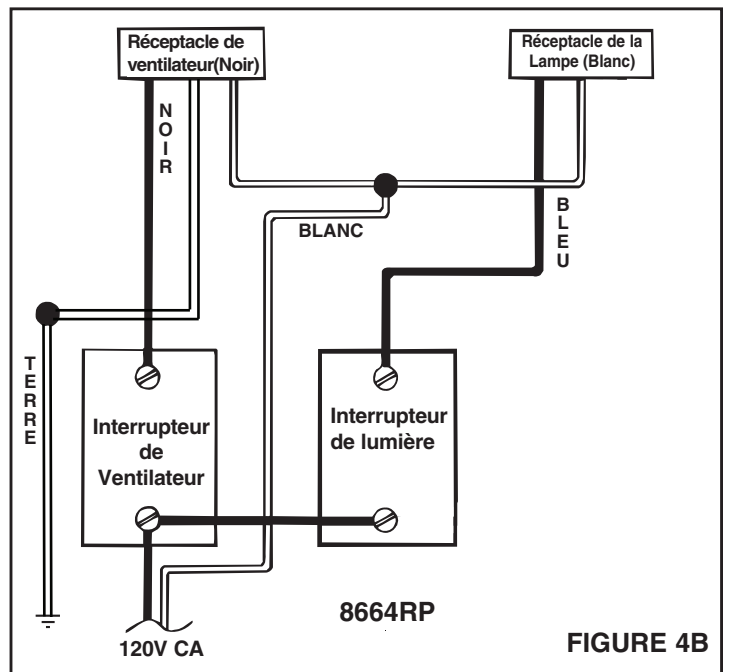 Réceptacle de
ventilateur(Noir)
Réceptacle de la
Lampe (Blanc)
NOIR
BLANC
BLEU
TERRE
Interrupteur
de
Ventilateur
Interrupteur
de lumière
120V CA
8664RP
FIGURE 4B